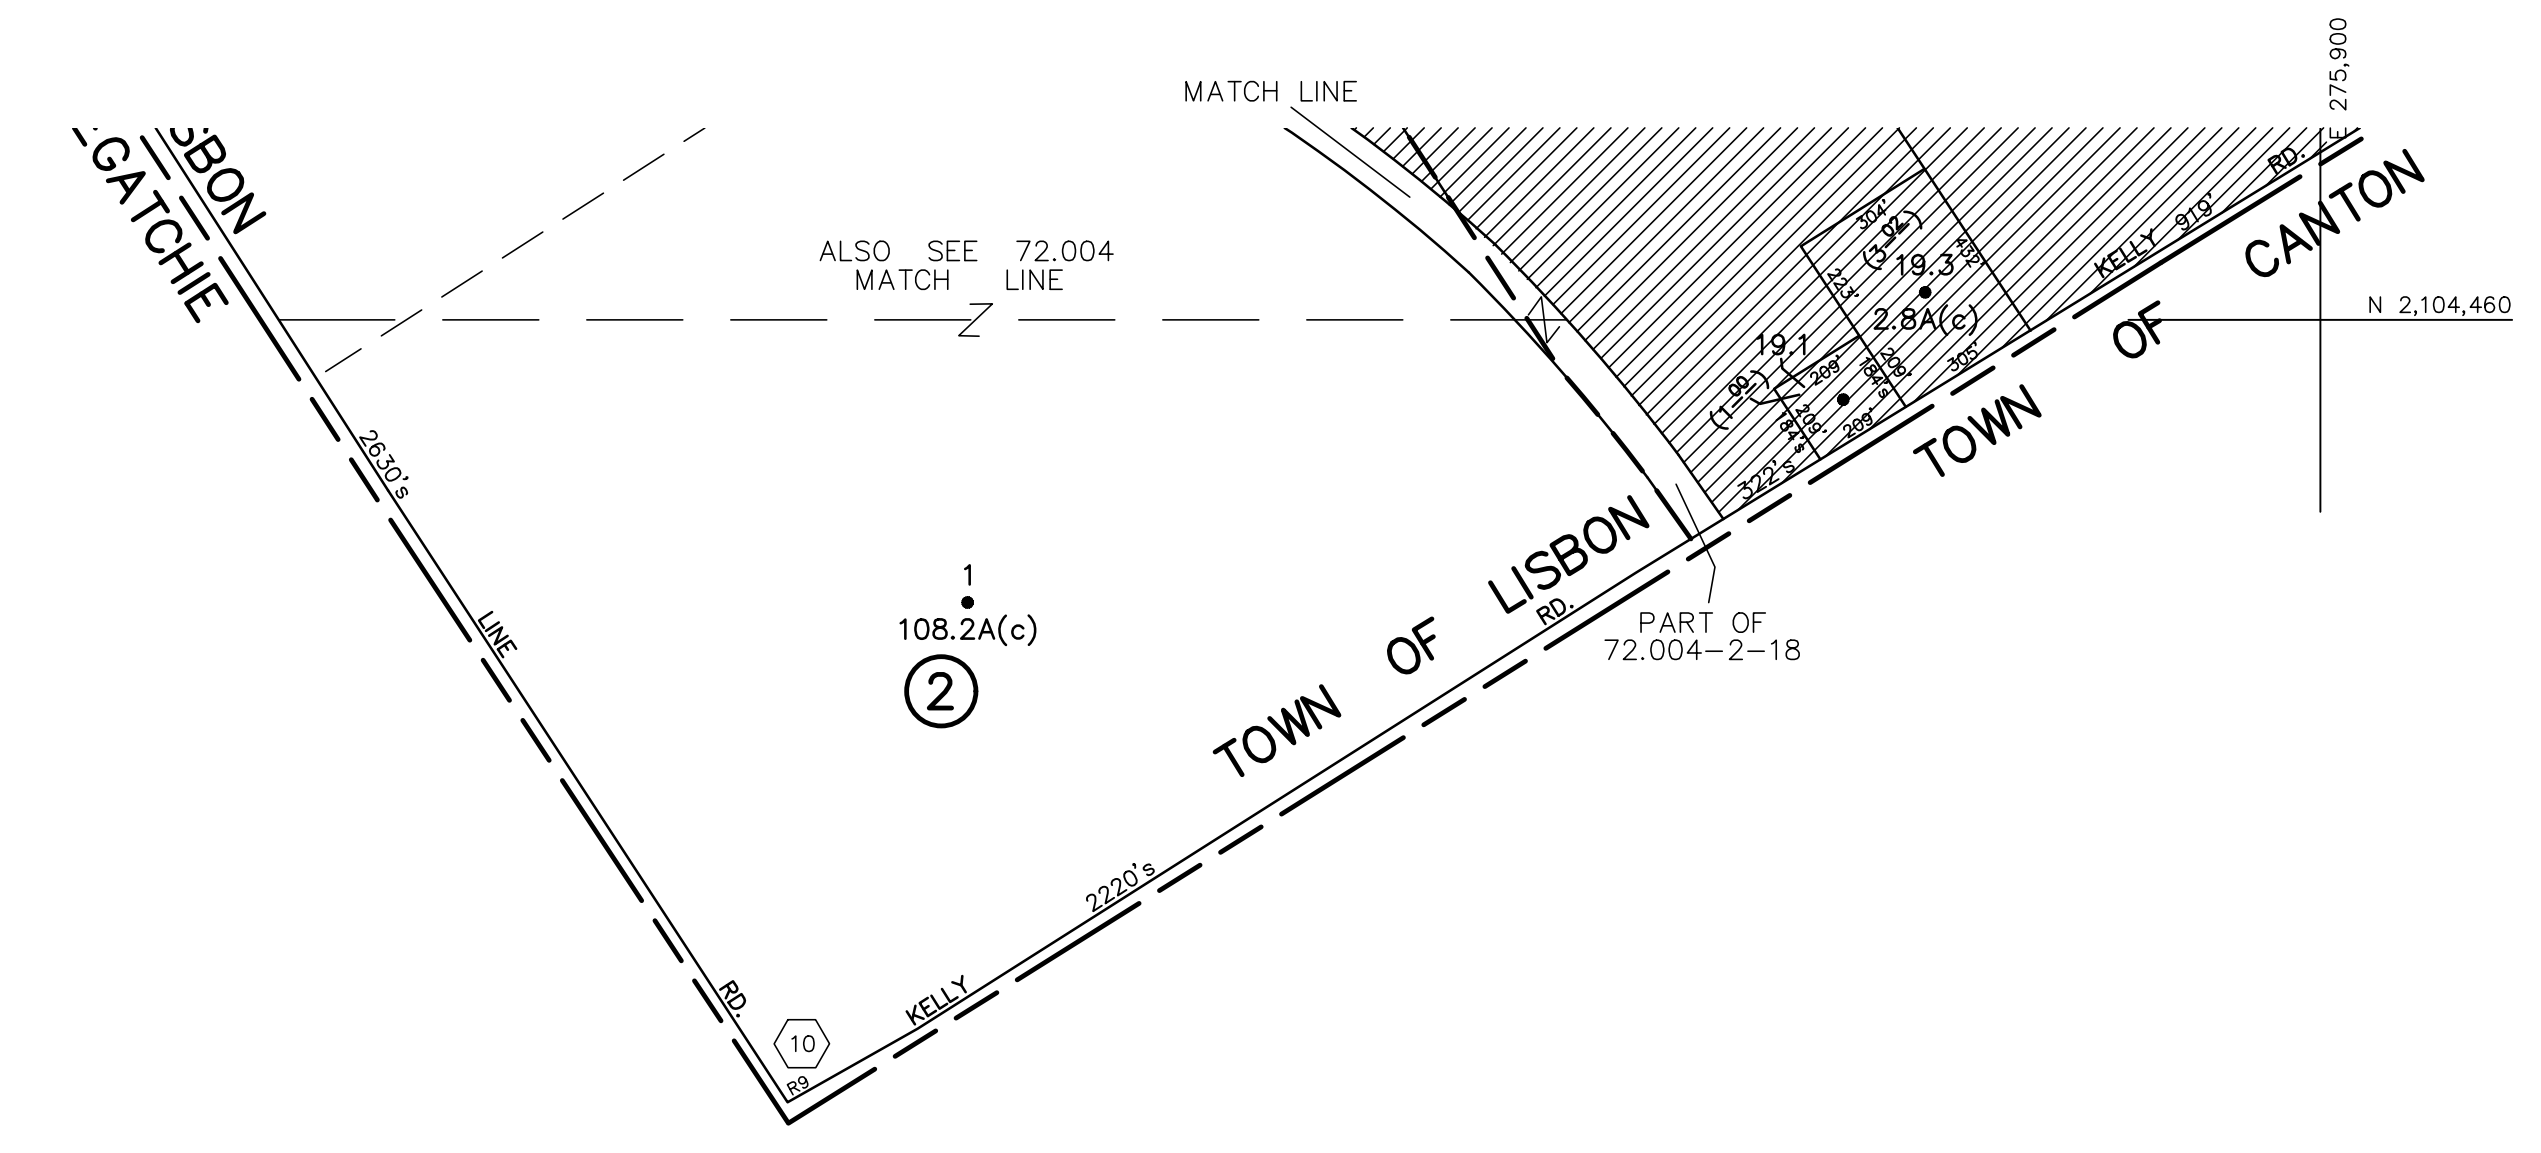 E 275,900
MATCH LINE
SBON
GATCHIE
ALSO SEE 72.004
MATCH LINE
304'
(3-02)
19.3
432'
223'
2.8A(c)
KELLY 919' RD.
N 2,104,460
19.1
(1-00)
209'
209'
184's
209'
184's
209'
305'
322's
TOWN OF CANTON
2630's
LINE
RD.
1
108.2A(c)
2
TOWN OF LISBON
RD.
PART OF
72.004-2-18
2220's
KELLY
10
R9